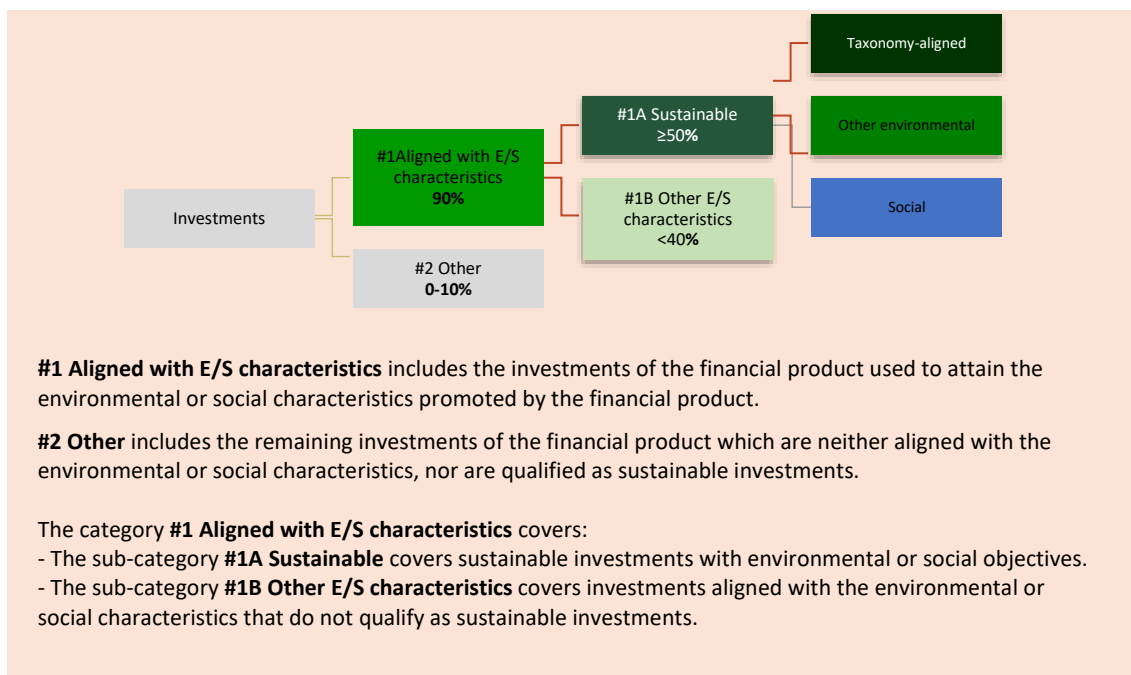 Taxonomy-aligned
#1A Sustainable
≥50%
Other environmental
#1Aligned with E/S
characteristics
90%
#1B Other E/S
characteristics
<40%
Social
Investments
#2 Other
0-10%
#1 Aligned with E/S characteristics includes the investments of the financial product used to attain the
environmental or social characteristics promoted by the financial product.
#2 Other includes the remaining investments of the financial product which are neither aligned with the
environmental or social characteristics, nor are qualified as sustainable investments.
The category #1 Aligned with E/S characteristics covers:
- The sub-category #1A Sustainable covers sustainable investments with environmental or social objectives.
- The sub-category #1B Other E/S characteristics covers investments aligned with the environmental or
social characteristics that do not qualify as sustainable investments.